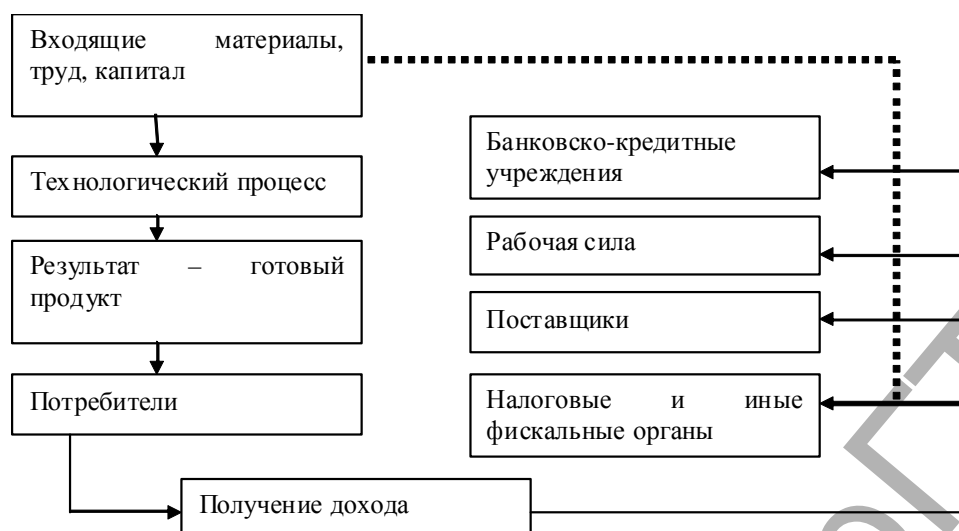 Входящие материалы,
труд, капитал
Технологический процесс
Результат – готовый
продукт
Потребители
Получение дохода
Банковско-кредитные
учреждения
Рабочая сила
Поставщики
Налоговые и иные
фискальные органы